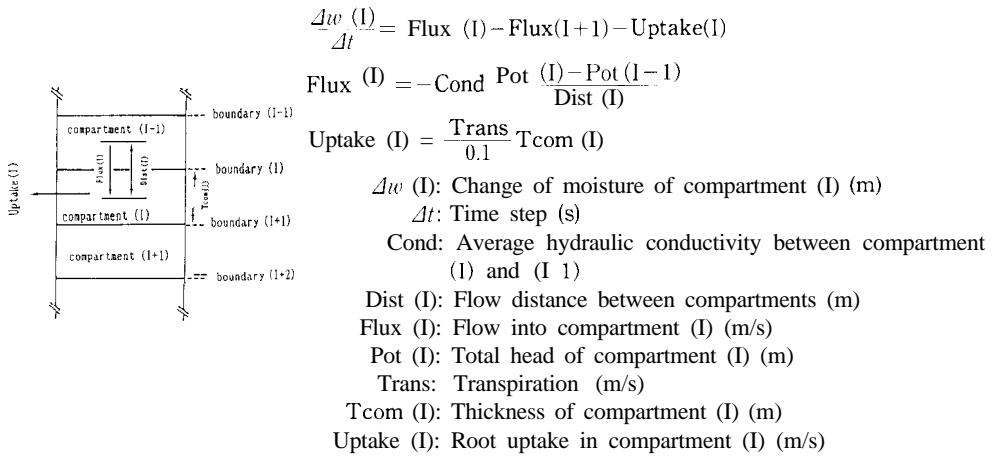 Δw (I)
Δt
= Flux (I) − Flux(I+1) − Uptake(I)
Flux (I) = −Cond Pot (I)−Pot(I−1)
Dist (I)
Uptake (I) = Trans
0.1
Tcom (I)
boundary (I-1)
compartment (I-1)
Flux(I)
Dist(I)
boundary (I)
Uptake(I)
Tcom(I)
compartment (I)
boundary (I+1)
compartment (I+1)
boundary (I+2)
Δw (I): Change of moisture of compartment (I) (m)
Δt: Time step (s)
Cond: Average hydraulic conductivity between compartment
(I) and (I 1)
Dist (I): Flow distance between compartments (m)
Flux (I): Flow into compartment (I) (m/s)
Pot (I): Total head of compartment (I) (m)
Trans: Transpiration (m/s)
Tcom (I): Thickness of compartment (I) (m)
Uptake (I): Root uptake in compartment (I) (m/s)